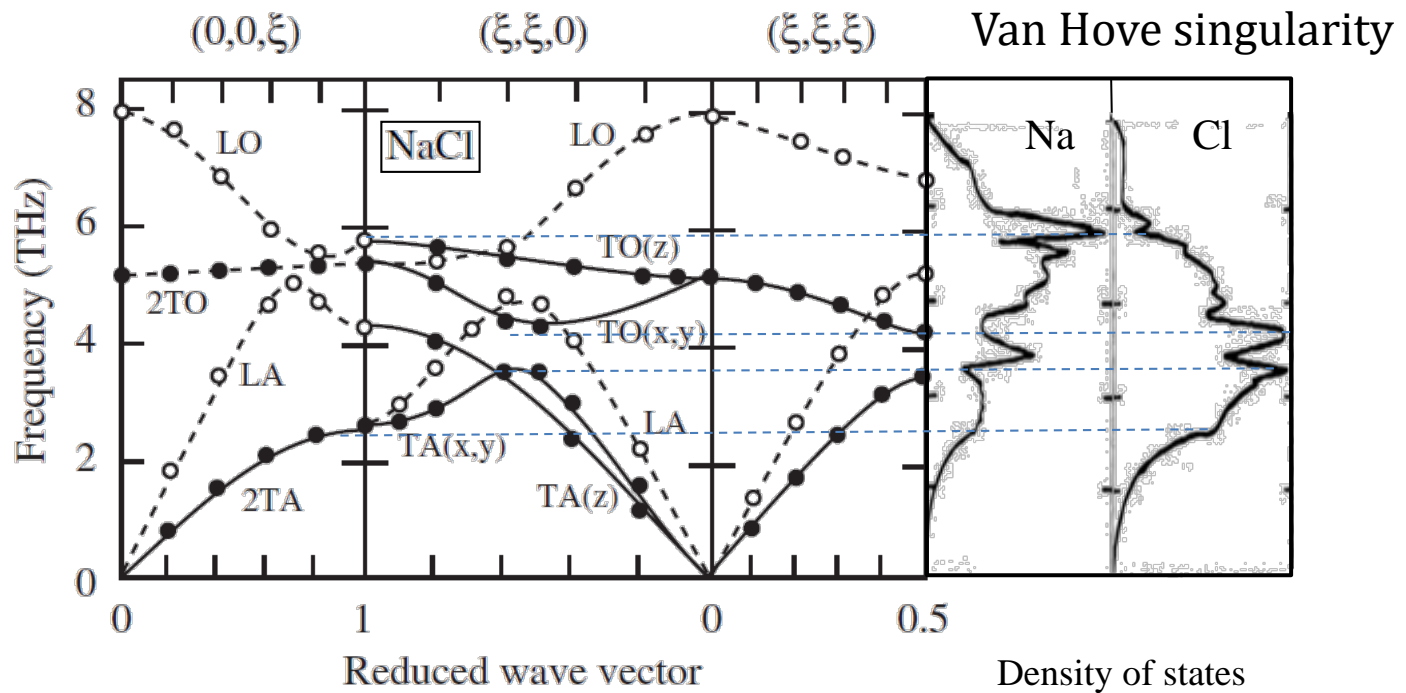 (0,0,ξ) (ξ,ξ,0) (ξ,ξ,ξ) Van Hove singularity
8
6
4
2
0
Frequency (THz)
LO
2TO
LA
2TA
NaCl
LO
TO(z)
TO(x,y)
LA
TA(x,y)
TA(z)
Na Cl
0 1 0 0.5
Reduced wave vector
Density of states